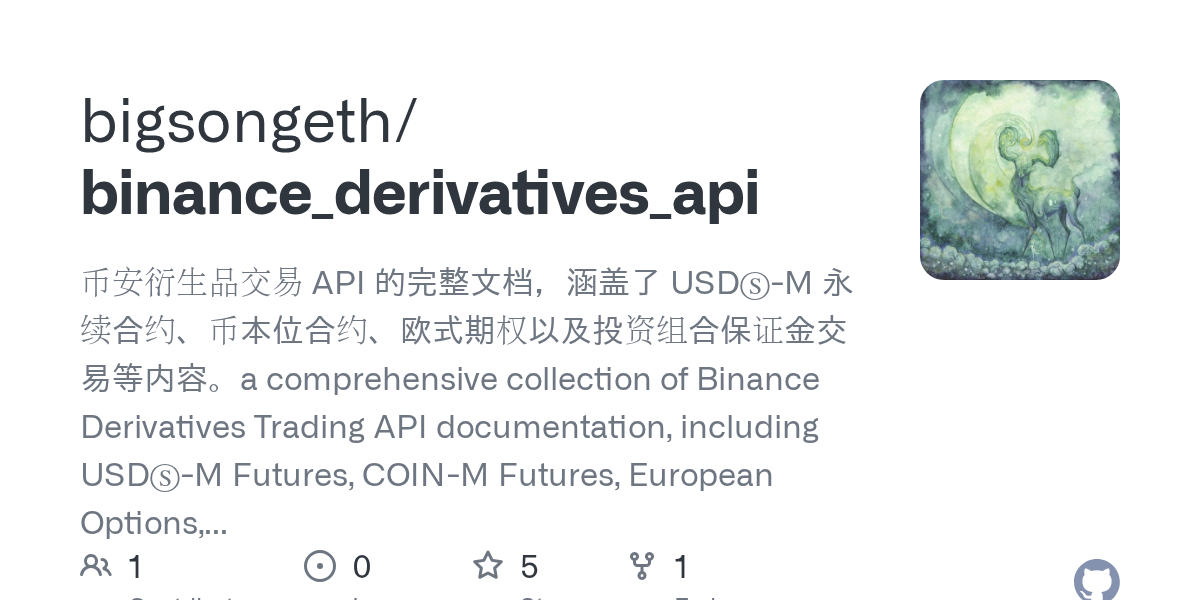 bigsongeth/
binance_derivatives_api
币安衍生品交易 API 的完整文档，涵盖了 USDⓈ-M 永
续合约、币本位合约、欧式期权以及投资组合保证金交
易等内容。a comprehensive collection of Binance
Derivatives Trading API documentation, including
USDⓈ-M Futures, COIN-M Futures, European
Options,...
1 0 5 1